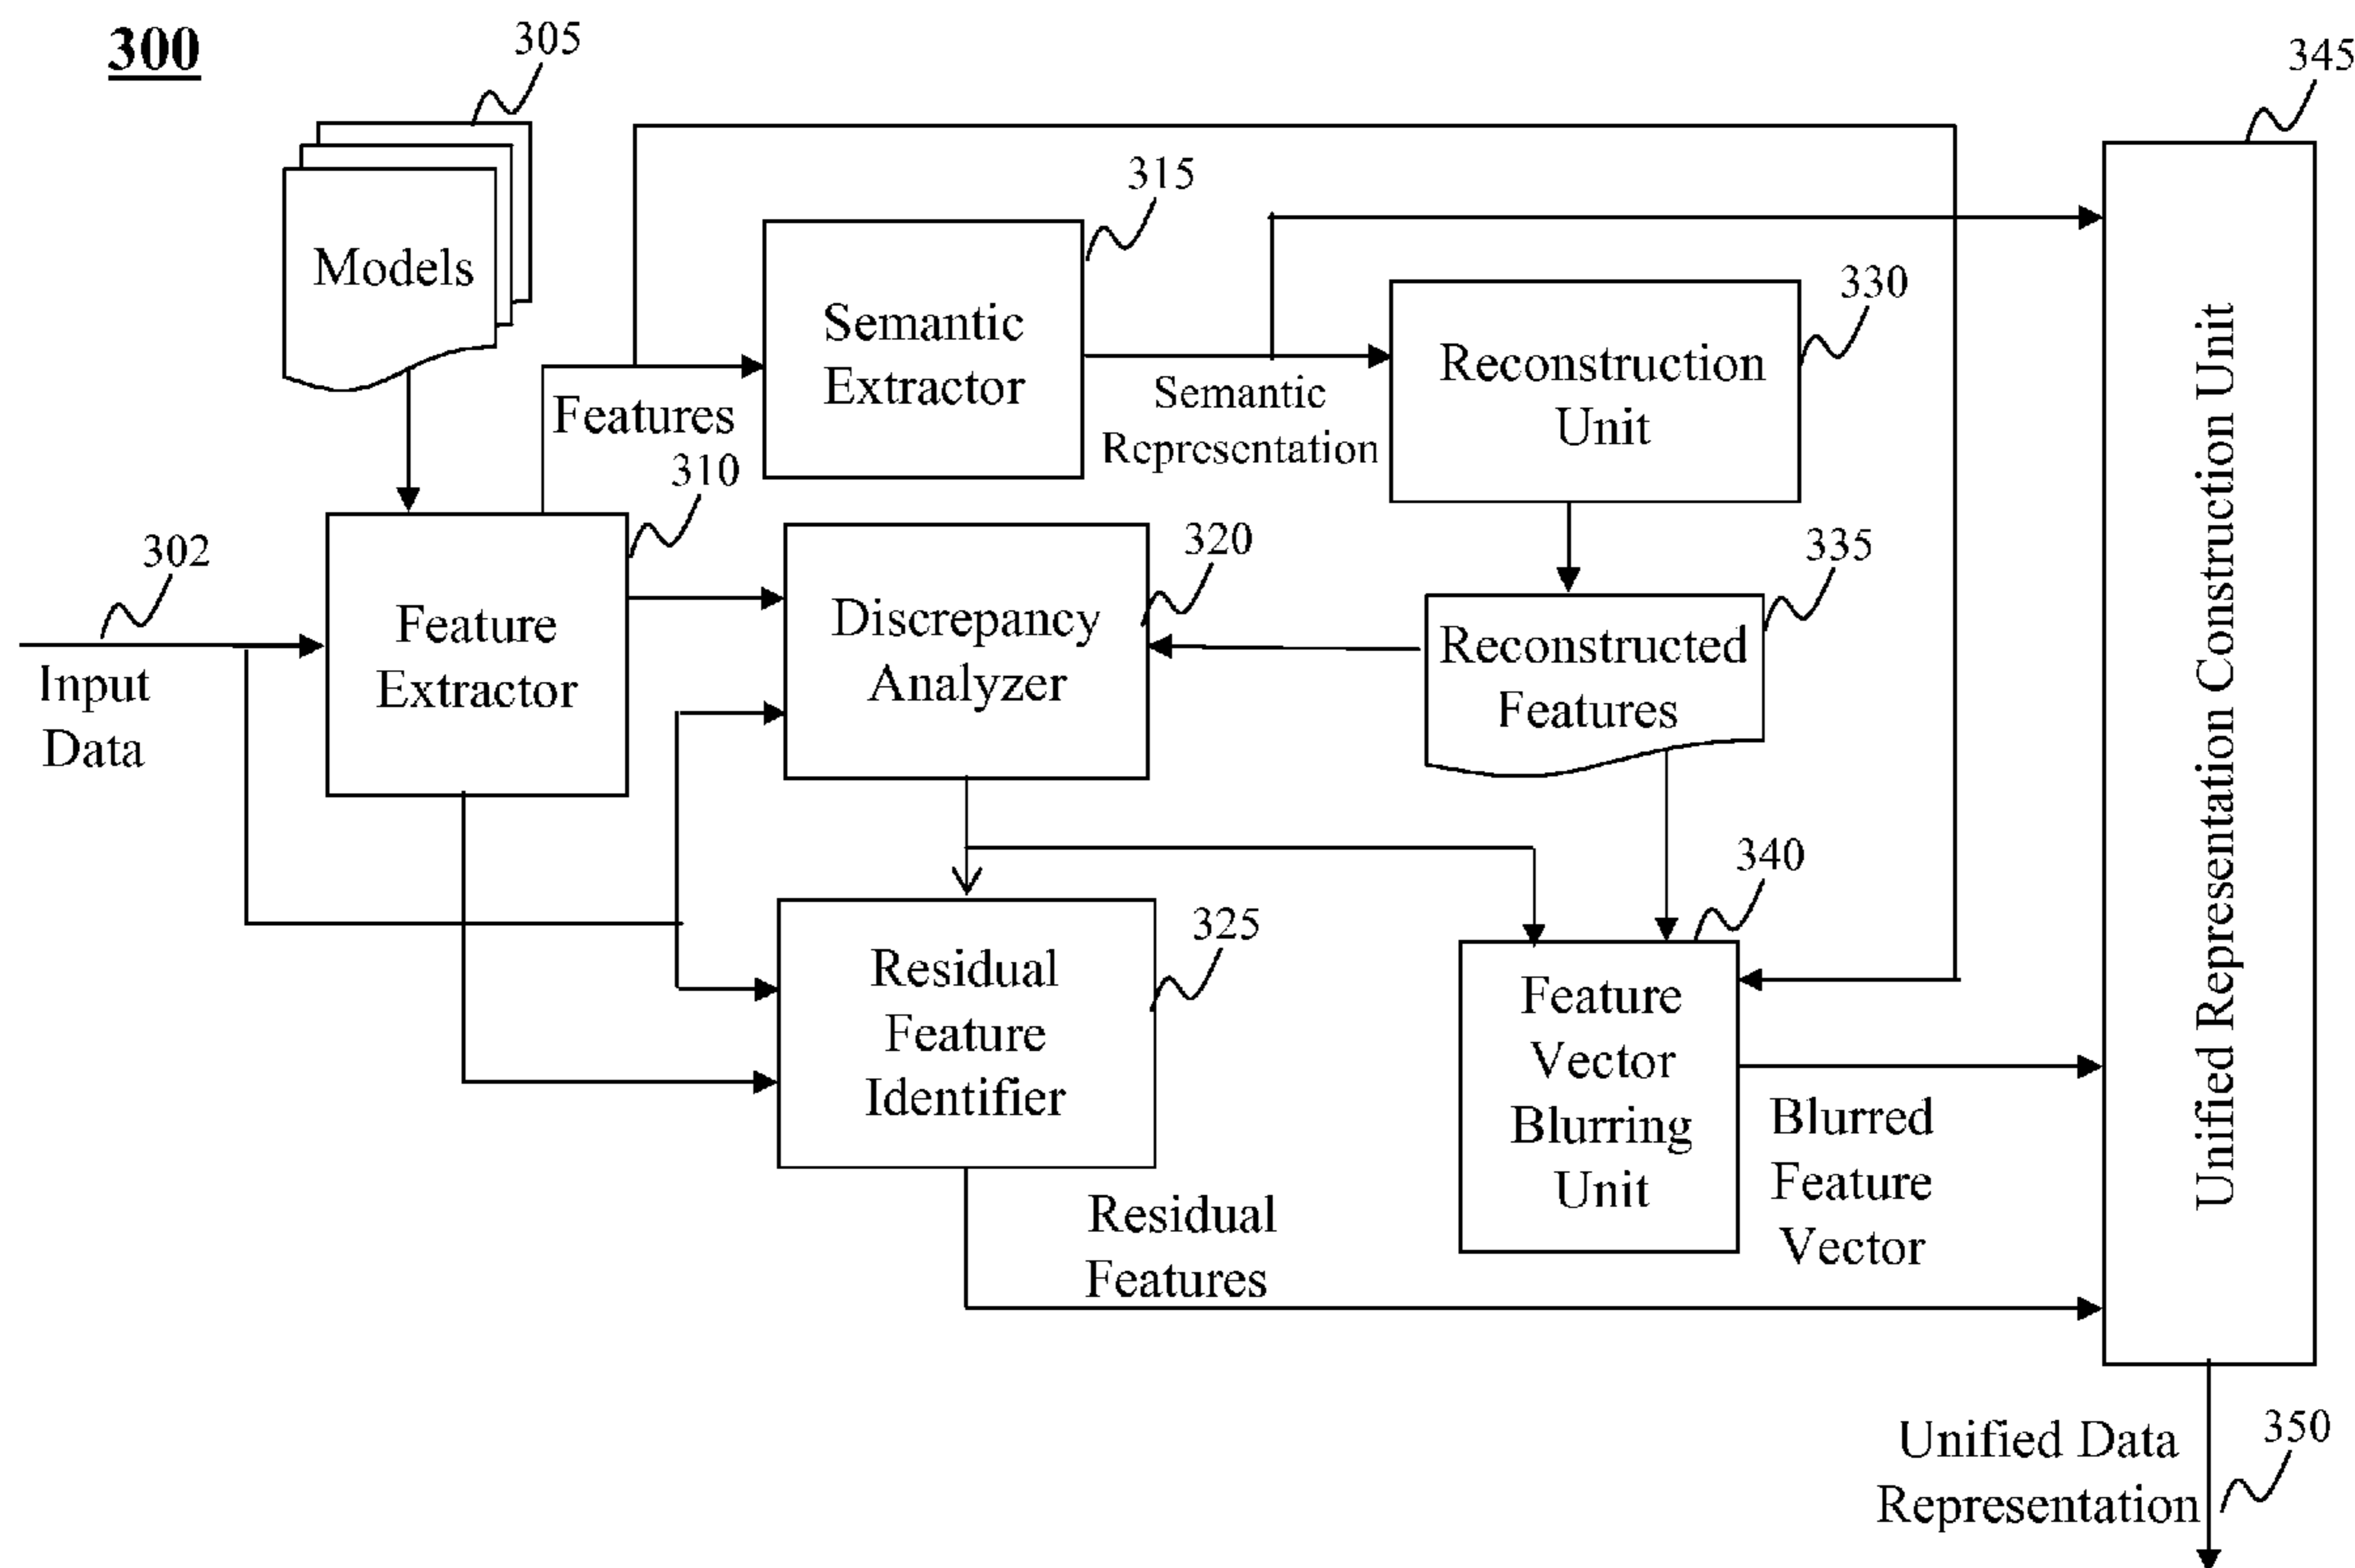 300
305
345
315
Models
330
Semantic
Extractor
Reconstruction
Unit
Features
Semantic
Representation
310
302
320
335
Input
Data
Feature
Extractor
Discrepancy
Analyzer
Reconstructed
Features
340
325
Residual
Feature
Identifier
Feature
Vector
Blurring
Unit
Blurred
Feature
Vector
Residual
Features
Unified Representation Construction Unit
Unified Data
Representation
350